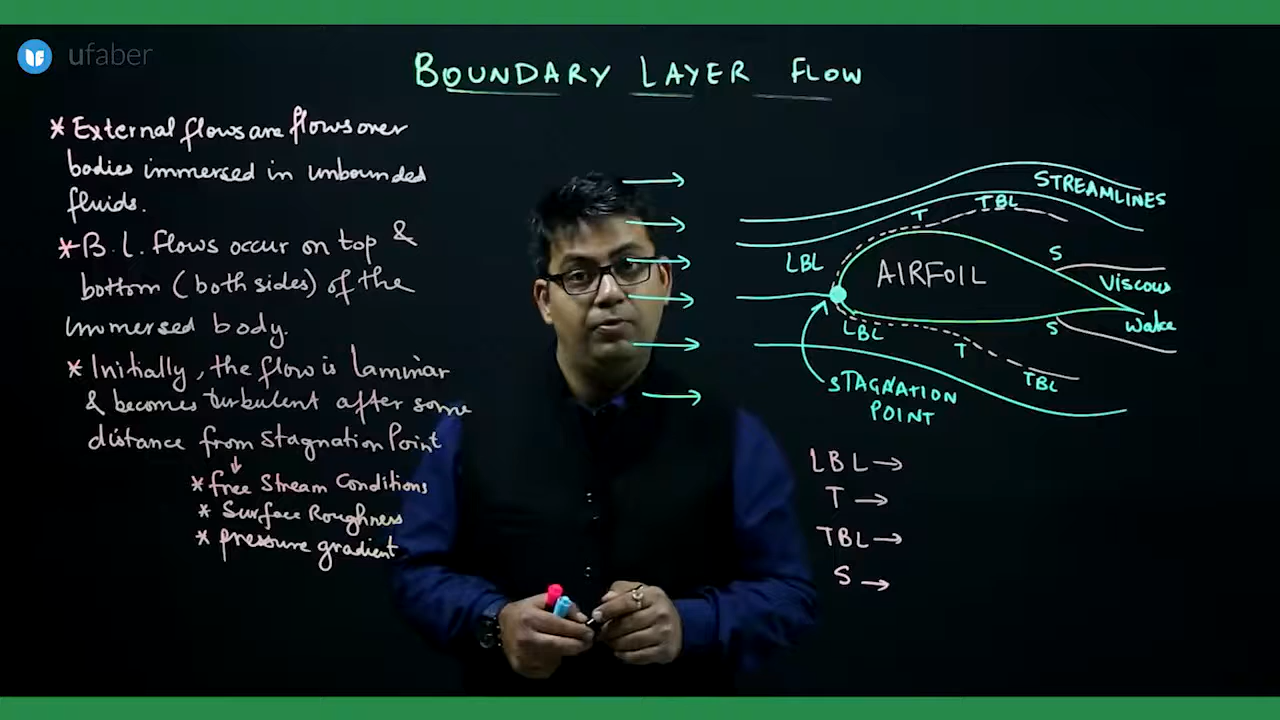 ufaber
BOUNDARY LAYER FLOW
* External flows are flows over
bodies immersed in unbounded
fluids.
* B.L. flows occur on top &
bottom (both sides) of the
immersed body.
* Initially, the flow is laminar
& becomes turbulent after some
distance from Stagnation Point
* free Stream Conditions
* Surface Roughness
* pressure gradient
STREAMLINES
T
TBL
LBL
AIRFOIL
S
Viscous
LBL
S
Wake
T
TBL
STAGNATION
POINT
LBL →
T →
TBL →
S →